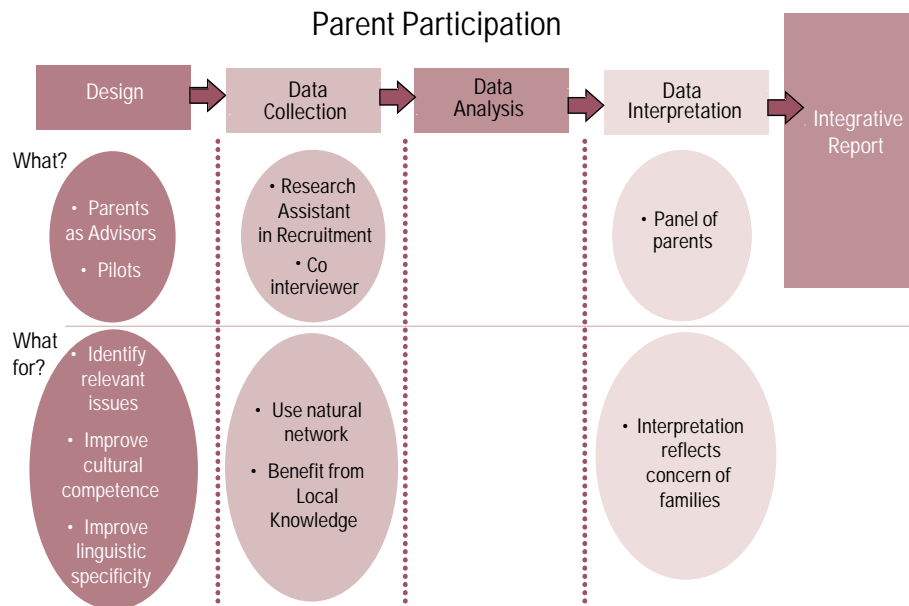 Parent Participation
Design
Data
Collection
Data
Analysis
Data
Interpretation
Integrative
Report
What?
• Parents
as Advisors
• Pilots
• Research
Assistant
in Recruitment
• Co
interviewer
• Panel of
parents
What
for?
• Identify
relevant
issues
• Improve
cultural
competence
• Improve
linguistic
specificity
• Use natural
network
• Benefit from
Local
Knowledge
• Interpretation
reflects
concern of
families